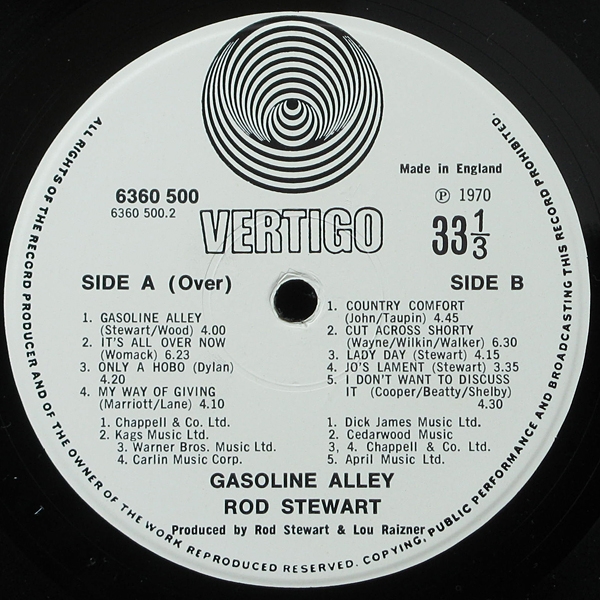 Made in England
6360 500
6360 500.2
Ⓟ 1970
VERTIGO
33 1/3
SIDE A (Over)
1. GASOLINE ALLEY
(Stewart/Wood) 4.00
2. IT'S ALL OVER NOW
(Womack) 6.23
3. ONLY A HOBO (Dylan)
4.20
4. MY WAY OF GIVING
(Marriott/Lane) 4.10
1. Chappell & Co. Ltd.
2. Kags Music Ltd.
3. Warner Bros. Music Ltd.
4. Carlin Music Corp.
SIDE B
1. COUNTRY COMFORT
(John/Taupin) 4.45
2. CUT ACROSS SHORTY
(Wayne/Wilkin/Walker) 6.30
3. LADY DAY (Stewart) 4.15
4. JO'S LAMENT (Stewart) 3.35
5. I DON'T WANT TO DISCUSS
IT (Cooper/Beatty/Shelby)
4.30
1. Dick James Music Ltd.
2. Cedarwood Music
3, 4. Chappell & Co. Ltd.
5. April Music Ltd.
GASOLINE ALLEY
ROD STEWART
Produced by Rod Stewart & Lou Raizner
ALL RIGHTS OF THE RECORD PRODUCER AND OF THE OWNER OF THE WORK REPRODUCED RESERVED. COPYING, PUBLIC PERFORMANCE AND BROADCASTING THIS RECORD PROHIBITED.